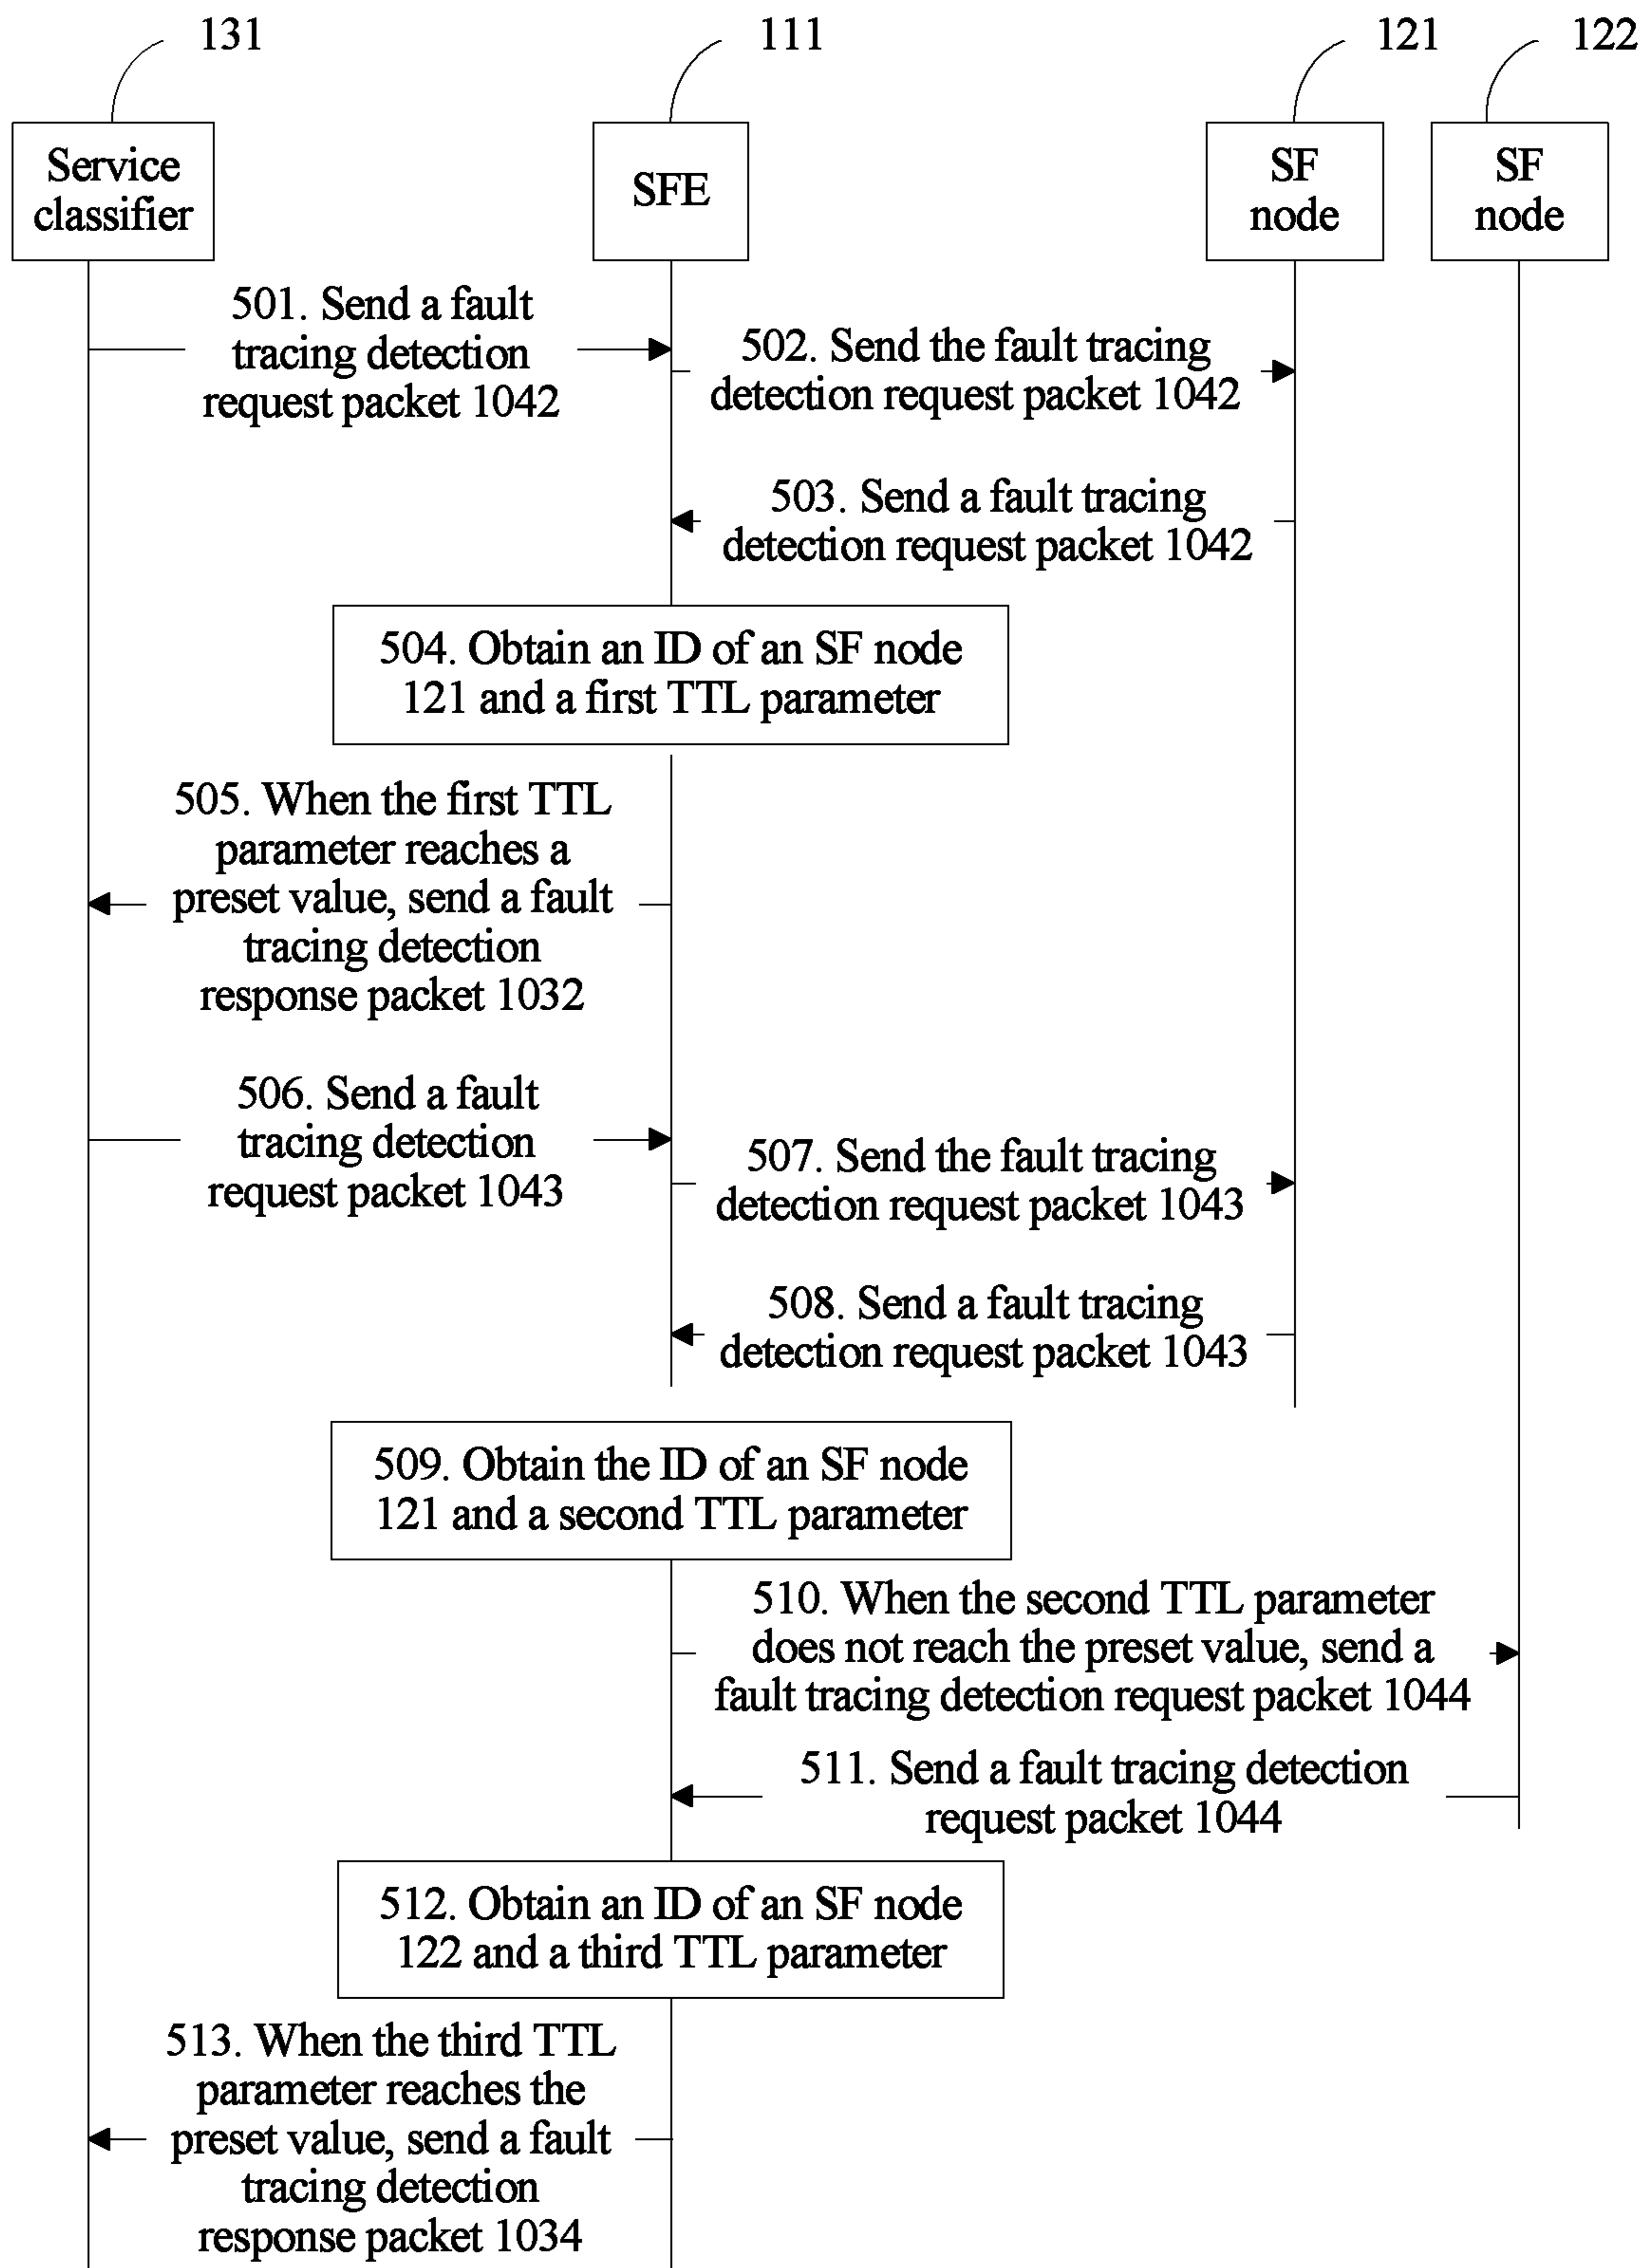 131
111
121
122
Service
classifier
SFE
SF
node
SF
node
501. Send a fault
tracing detection
request packet 1042
502. Send the fault tracing
detection request packet 1042
503. Send a fault tracing
detection request packet 1042
504. Obtain an ID of an SF node
121 and a first TTL parameter
505. When the first TTL
parameter reaches a
preset value, send a fault
tracing detection
response packet 1032
506. Send a fault
tracing detection
request packet 1043
507. Send the fault tracing
detection request packet 1043
508. Send a fault tracing
detection request packet 1043
509. Obtain the ID of an SF node
121 and a second TTL parameter
510. When the second TTL parameter
does not reach the preset value, send a
fault tracing detection request packet 1044
511. Send a fault tracing detection
request packet 1044
512. Obtain an ID of an SF node
122 and a third TTL parameter
513. When the third TTL
parameter reaches the
preset value, send a fault
tracing detection
response packet 1034